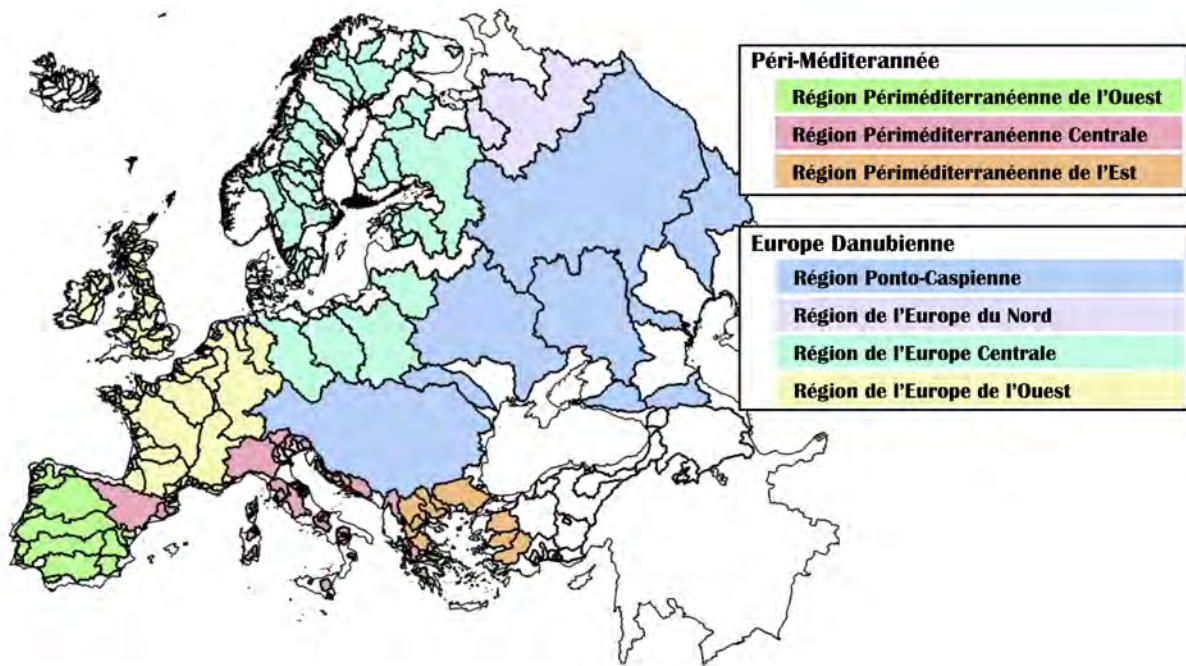 Péri-Méditerannée
Région Périméditerranéenne de l'Ouest
Région Périméditerranéenne Centrale
Région Périméditerranéenne de l'Est
Europe Danubienne
Région Ponto-Caspienne
Région de l'Europe du Nord
Région de l'Europe Centrale
Région de l'Europe de l'Ouest